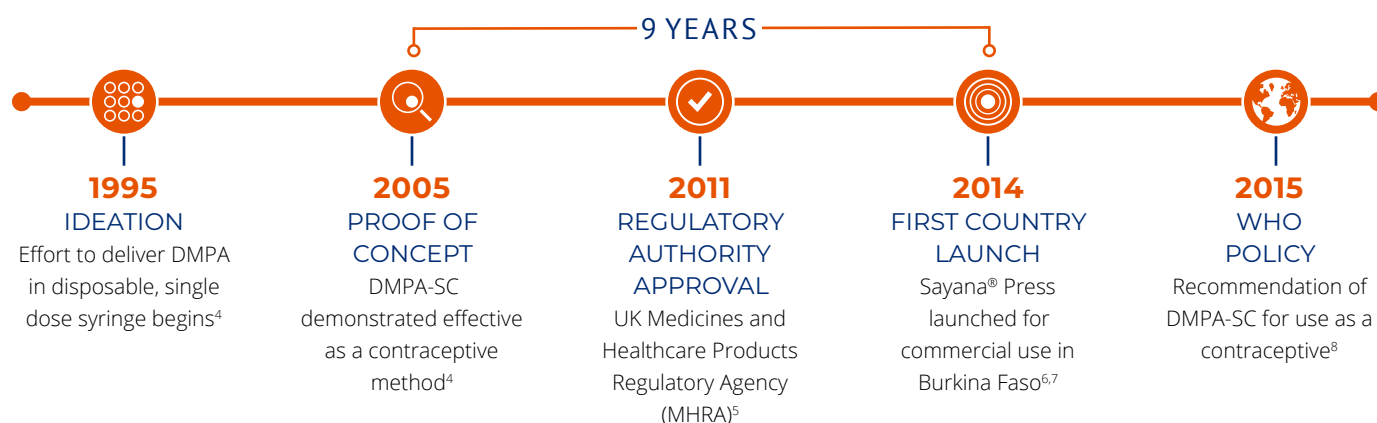 9 YEARS
1995
IDEATION
Effort to deliver DMPA
in disposable, single
dose syringe begins⁴
2005
PROOF OF
CONCEPT
DMPA-SC
demonstrated effective
as a contraceptive
method⁴
2011
REGULATORY
AUTHORITY
APPROVAL
UK Medicines and
Healthcare Products
Regulatory Agency
(MHRA)⁵
2014
FIRST COUNTRY
LAUNCH
Sayana® Press
launched for
commercial use in
Burkina Faso⁶,⁷
2015
WHO
POLICY
Recommendation of
DMPA-SC for use as a
contraceptive⁸